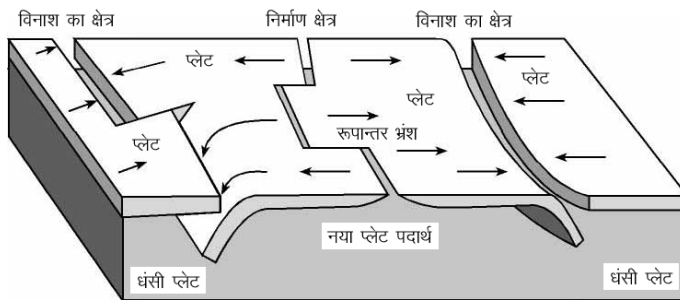 विनाश का क्षेत्र
निर्माण क्षेत्र
विनाश का क्षेत्र
प्लेट
प्लेट
प्लेट
रूपान्तर भ्रंश
प्लेट
नया प्लेट पदार्थ
धंसी प्लेट
धंसी प्लेट